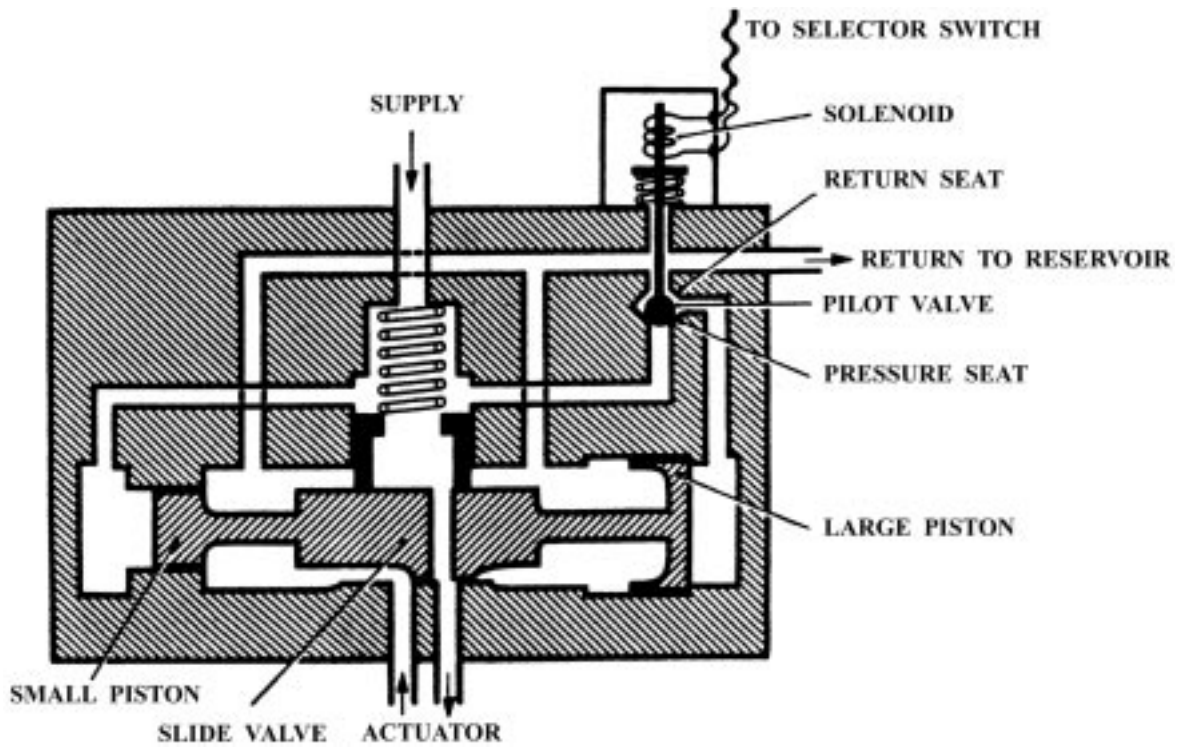 TO SELECTOR SWITCH
SUPPLY
SOLENOID
RETURN SEAT
RETURN TO RESERVOIR
PILOT VALVE
PRESSURE SEAT
LARGE PISTON
SMALL PISTON
SLIDE VALVE
ACTUATOR